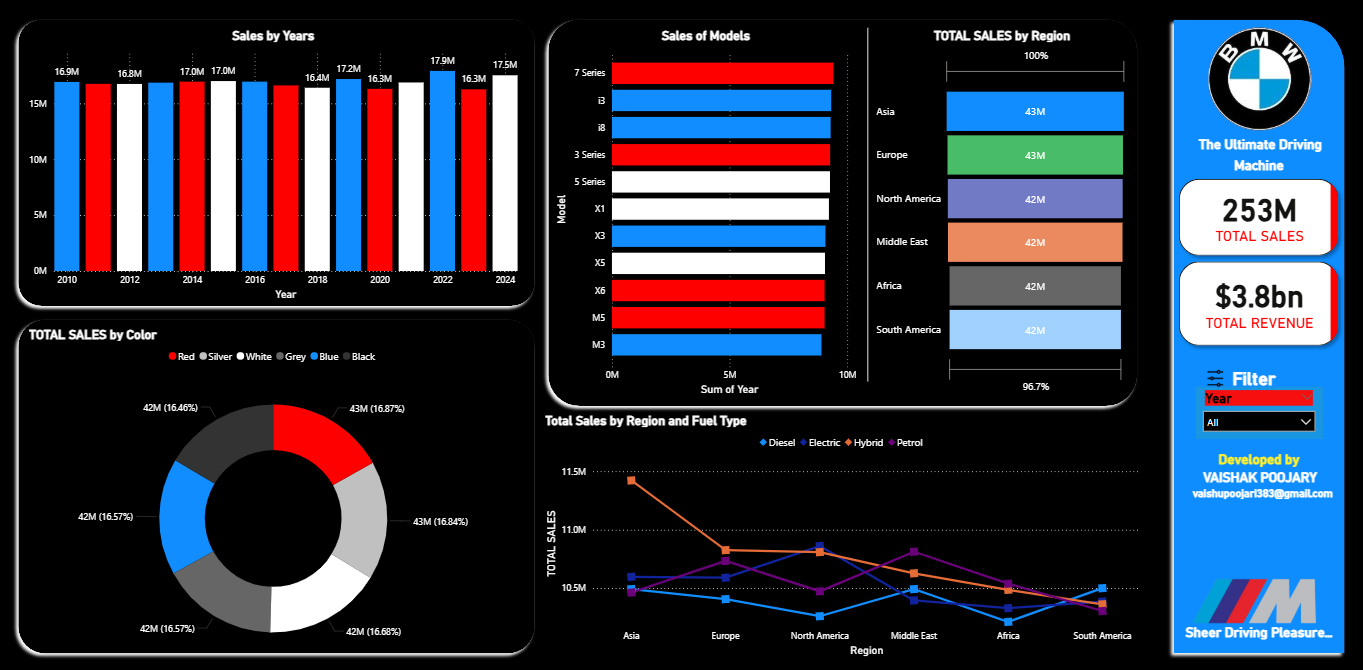 Sales by Years
16.9M
16.8M
17.0M
17.0M
16.4M
17.2M
16.3M
17.9M
16.3M
17.5M
15M
10M
5M
0M
2010
2012
2014
2016
2018
2020
2022
2024
Year
Sales of Models
Model
7 Series
i3
i8
3 Series
5 Series
X1
X3
X5
X6
M5
M3
0M
5M
10M
Sum of Year
TOTAL SALES by Region
100%
Asia
43M
Europe
43M
North America
42M
Middle East
42M
Africa
42M
South America
42M
96.7%
TOTAL SALES by Color
Red Silver White Grey Blue Black
42M (16.46%)
43M (16.87%)
42M (16.57%)
43M (16.84%)
42M (16.57%)
42M (16.68%)
Total Sales by Region and Fuel Type
Diesel Electric Hybrid Petrol
TOTAL SALES
11.5M
11.0M
10.5M
Asia
Europe
North America
Middle East
Africa
South America
Region
BMW
The Ultimate Driving
Machine
253M
TOTAL SALES
$3.8bn
TOTAL REVENUE
Filter
Year
All
Developed by
VAISHAK POOJARY
vaishupoojari383@gmail.com
M
Sheer Driving Pleasure...